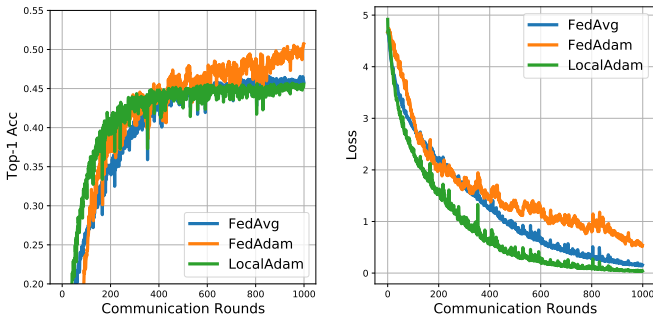 0.55
0.50
0.45
0.40
0.35
0.30
0.25
0.20
Top-1 Acc
0
200
400
600
800
1000
Communication Rounds
FedAvg
FedAdam
LocalAdam
5
4
3
2
1
0
Loss
0
200
400
600
800
1000
Communication Rounds
FedAvg
FedAdam
LocalAdam